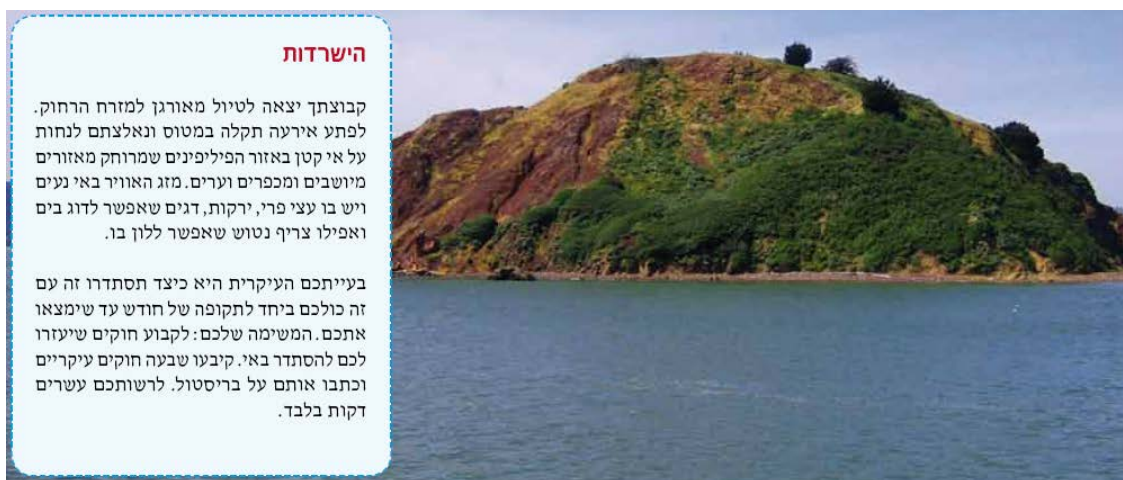 הישרדות
קבוצתך יצאה לטיול מאורגן למזרח הרחוק.
לפתע אירעה תקלה במטוס ונאלצתם לנחות
על אי קטן באזור הפיליפינים שמרוחק מאזורים
מיושבים ומכפרים וערים. מזג האוויר באי נעים
ויש בו עצי פרי, ירקות, דגים שאפשר לדוג בים
ואפילו צריף נטוש שאפשר ללון בו.
בעייתכם העיקרית היא כיצד תסתדרו זה עם
זה כולכם ביחד לתקופה של חודש עד שימצאו
אתכם. המשימה שלכם: לקבוע חוקים שיעזרו
לכם להסתדר באי. קיבעו שבעה חוקים עיקריים
וכתבו אותם על בריסטול. לרשותכם עשרים
דקות בלבד.